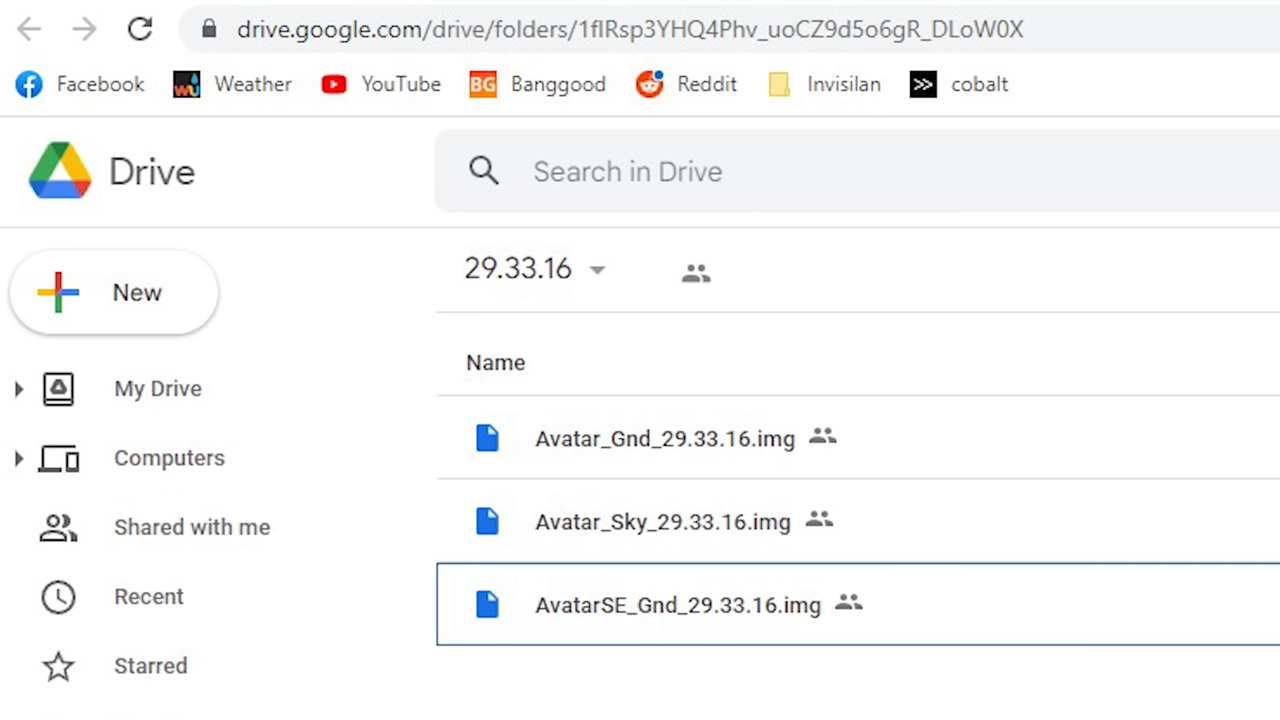 drive.google.com/drive/folders/1flRsp3YHQ4Phv_uoCZ9d5o6gR_DLoW0X
Facebook Weather YouTube BG Banggood Reddit Invisilan >> cobalt
Drive
Search in Drive
New
29.33.16
Name
My Drive
Computers
Shared with me
Recent
Starred
Avatar_Gnd_29.33.16.img
Avatar_Sky_29.33.16.img
AvatarSE_Gnd_29.33.16.img